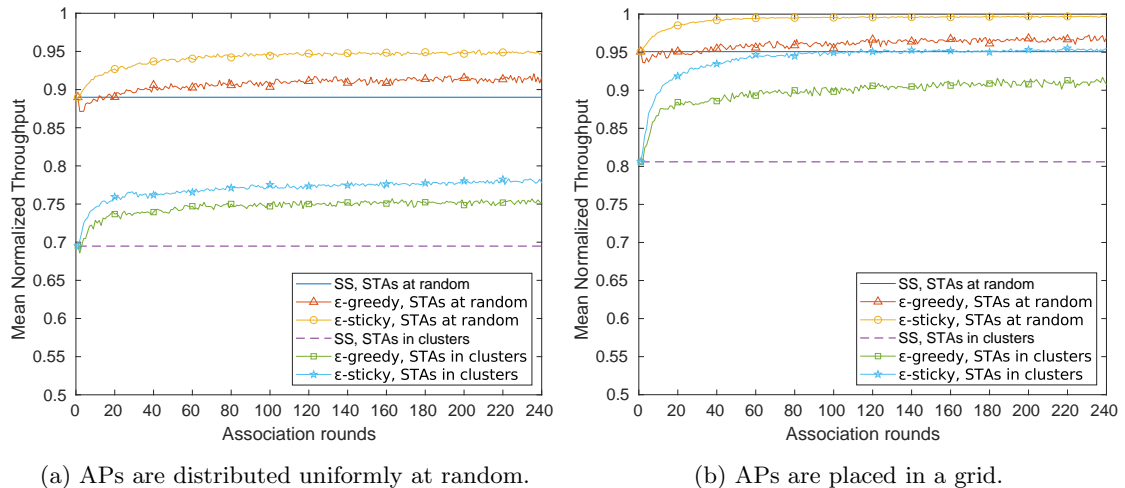 Mean Normalized Throughput
1
0.95
0.9
0.85
0.8
0.75
0.7
0.65
0.6
0.55
0.5
SS, STAs at random
ε-greedy, STAs at random
ε-sticky, STAs at random
SS, STAs in clusters
ε-greedy, STAs in clusters
ε-sticky, STAs in clusters
0 20 40 60 80 100 120 140 160 180 200 220 240
Association rounds
(a) APs are distributed uniformly at random.
Mean Normalized Throughput
1
0.95
0.9
0.85
0.8
0.75
0.7
0.65
0.6
0.55
0.5
SS, STAs at random
ε-greedy, STAs at random
ε-sticky, STAs at random
SS, STAs in clusters
ε-greedy, STAs in clusters
ε-sticky, STAs in clusters
0 20 40 60 80 100 120 140 160 180 200 220 240
Association rounds
(b) APs are placed in a grid.